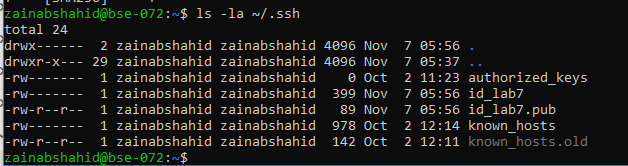 zainabshahid@bse-072:~$ ls -la ~/.ssh
total 24
drwx------  2 zainabshahid zainabshahid 4096 Nov  7 05:56 .
drwxr-x--- 29 zainabshahid zainabshahid 4096 Nov  7 05:37 ..
-rw-------  1 zainabshahid zainabshahid    0 Oct  2 11:23 authorized_keys
-rw-------  1 zainabshahid zainabshahid  399 Nov  7 05:56 id_lab7
-rw-r--r--  1 zainabshahid zainabshahid   89 Nov  7 05:56 id_lab7.pub
-rw-------  1 zainabshahid zainabshahid  978 Oct  2 12:14 known_hosts
-rw-r--r--  1 zainabshahid zainabshahid  142 Oct  2 12:11 known_hosts.old
zainabshahid@bse-072:~$